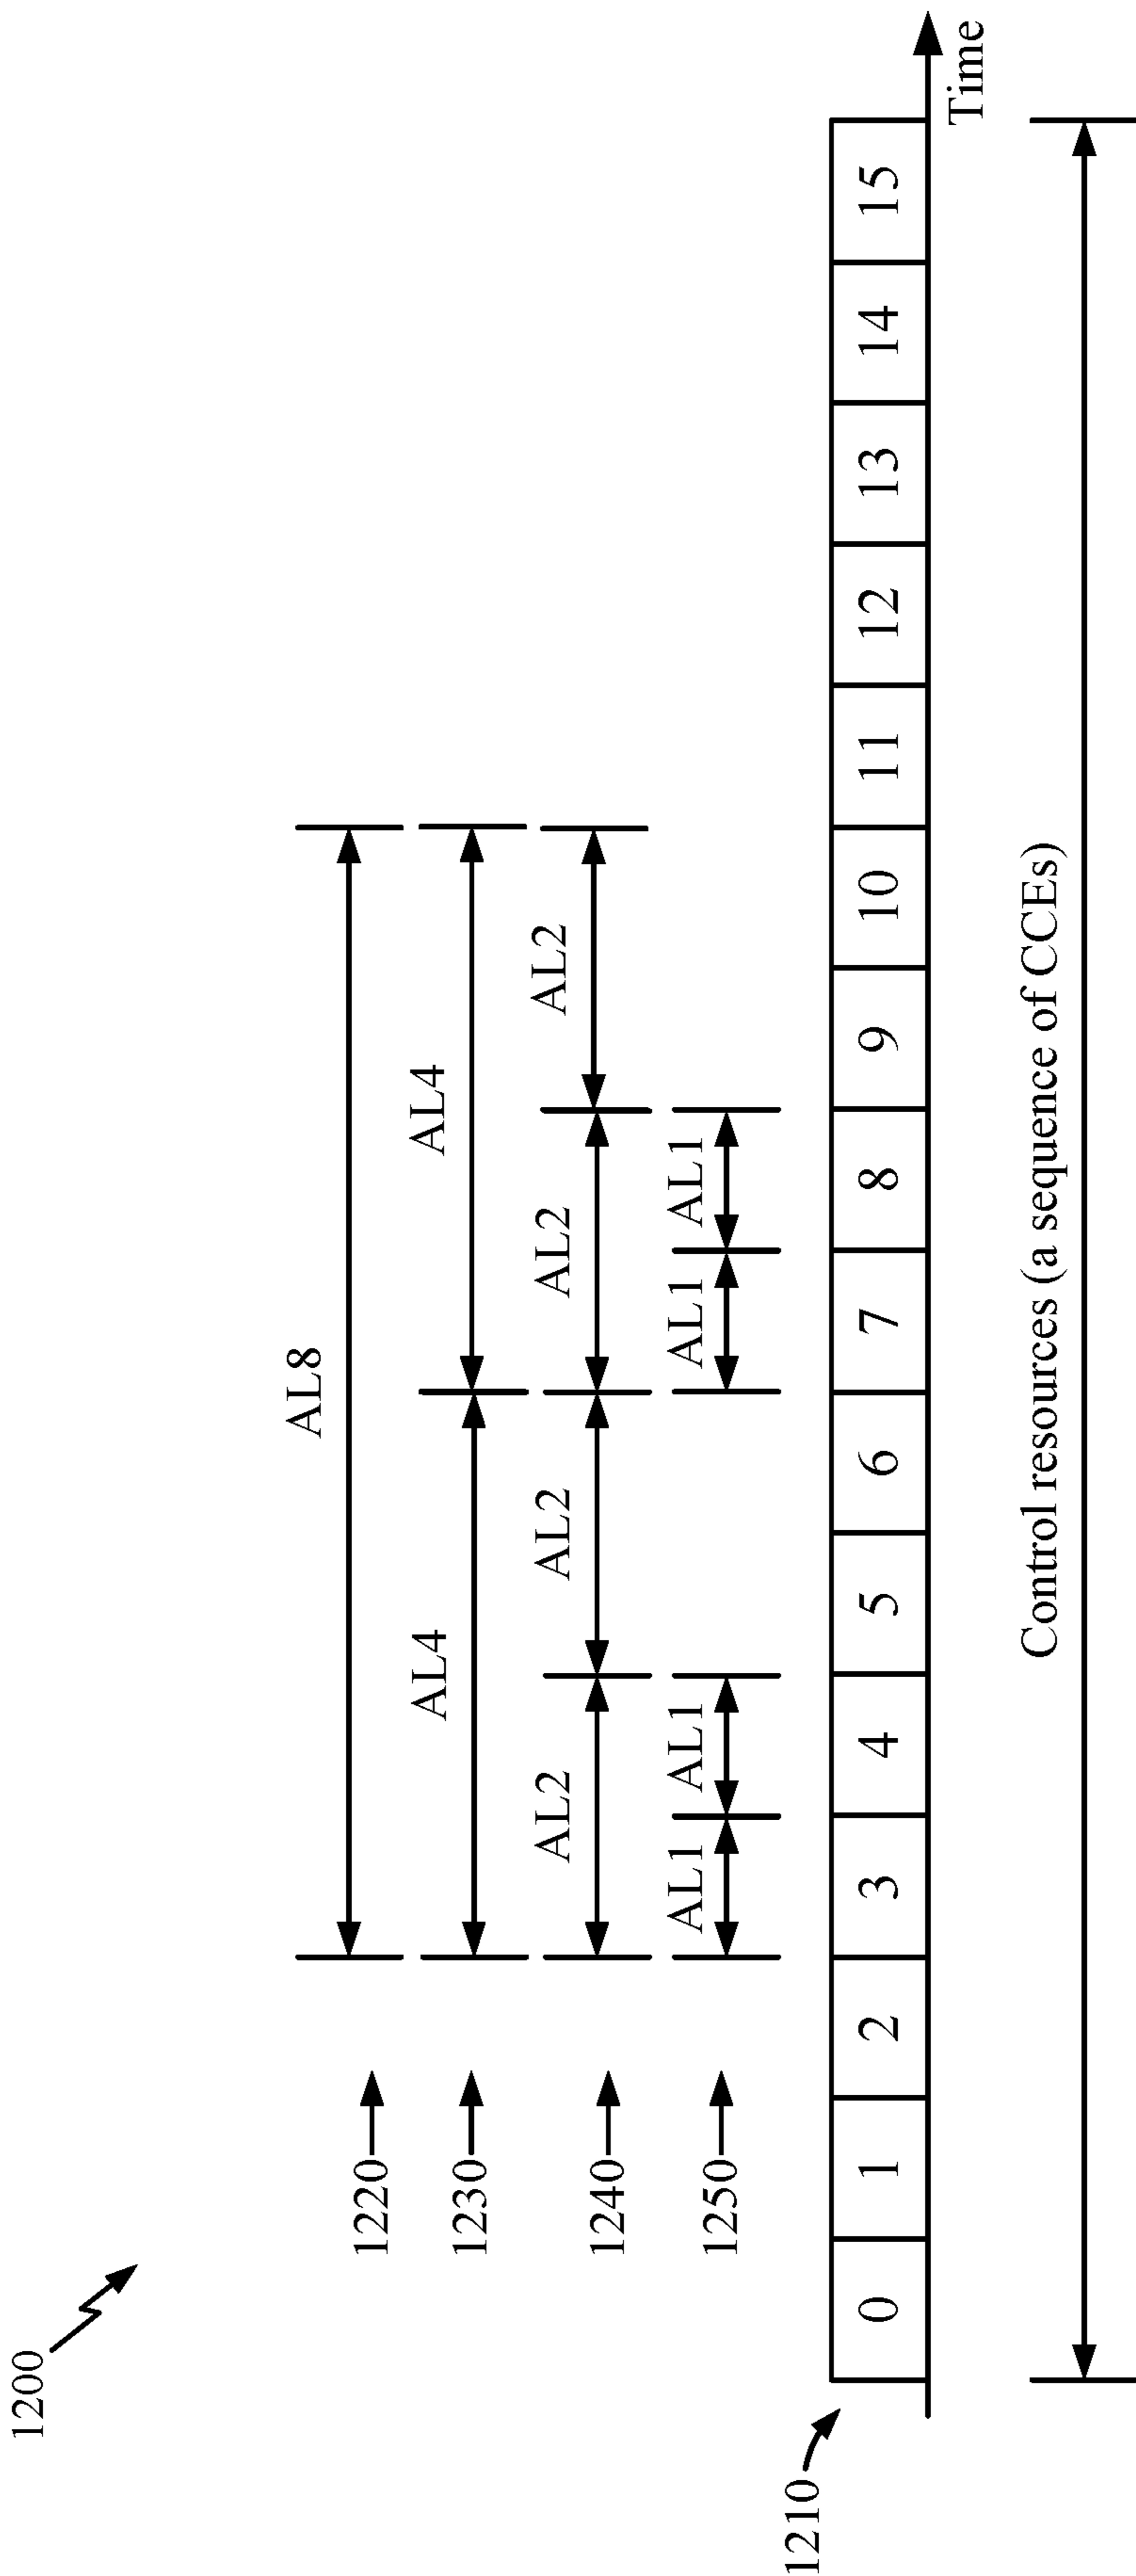 1200
AL8
1220
AL4 AL4
1230
AL2 AL2 AL2 AL2
1240
AL1 AL1 AL1 AL1
1250
1210
0 1 2 3 4 5 6 7 8 9 10 11 12 13 14 15
Time
Control resources (a sequence of CCEs)